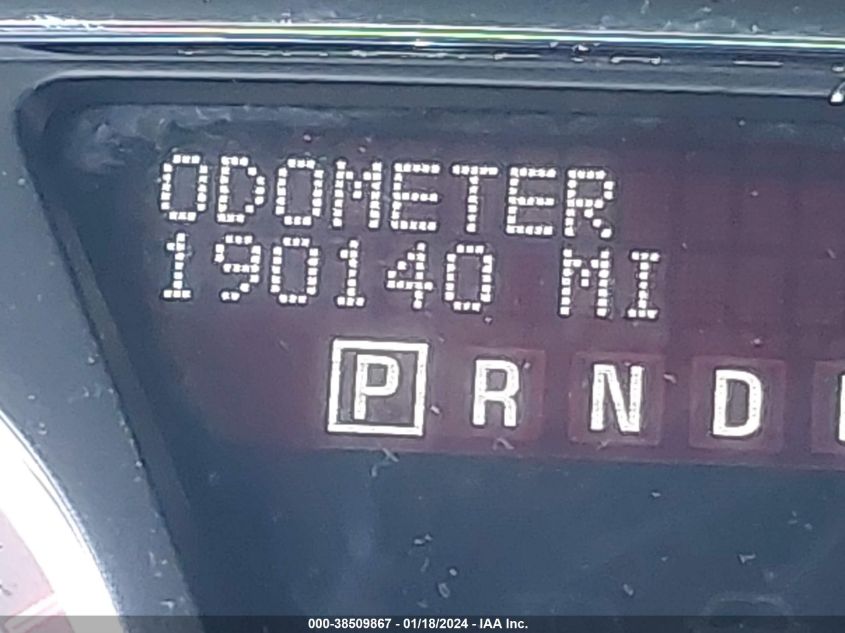 ODOMETER
190140 MI
P R N D
000-38509867 - 01/18/2024 - IAA Inc.